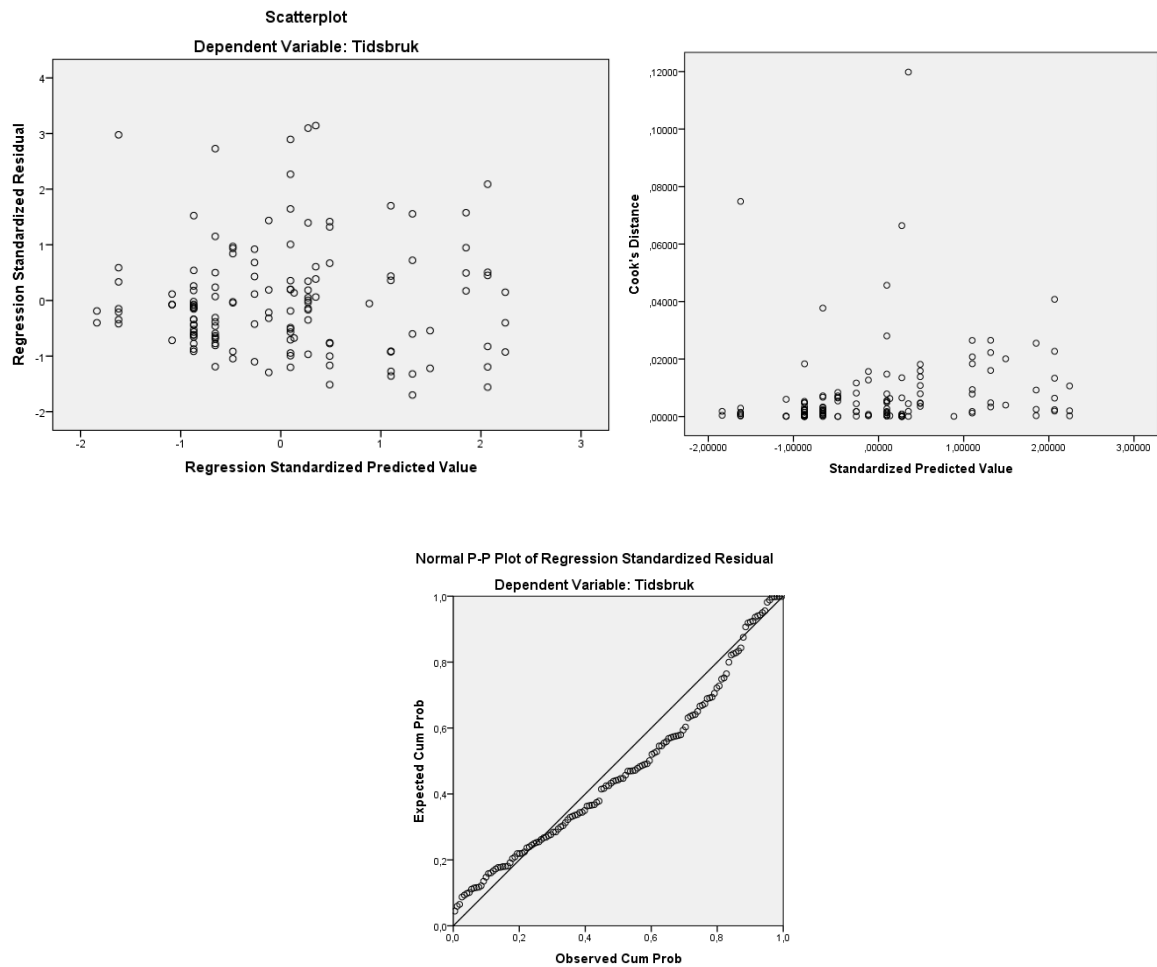 Scatterplot
Dependent Variable: Tidsbruk
Regression Standardized Residual
4
3
2
1
0
-1
-2
-2 -1 0 1 2 3
Regression Standardized Predicted Value
Cook's Distance
,12000
,10000
,08000
,06000
,04000
,02000
,00000
-2,00000 -1,00000 ,00000 1,00000 2,00000 3,00000
Standardized Predicted Value
Normal P-P Plot of Regression Standardized Residual
Dependent Variable: Tidsbruk
Expected Cum Prob
1,0
0,8
0,6
0,4
0,2
0,0
0,0 0,2 0,4 0,6 0,8 1,0
Observed Cum Prob